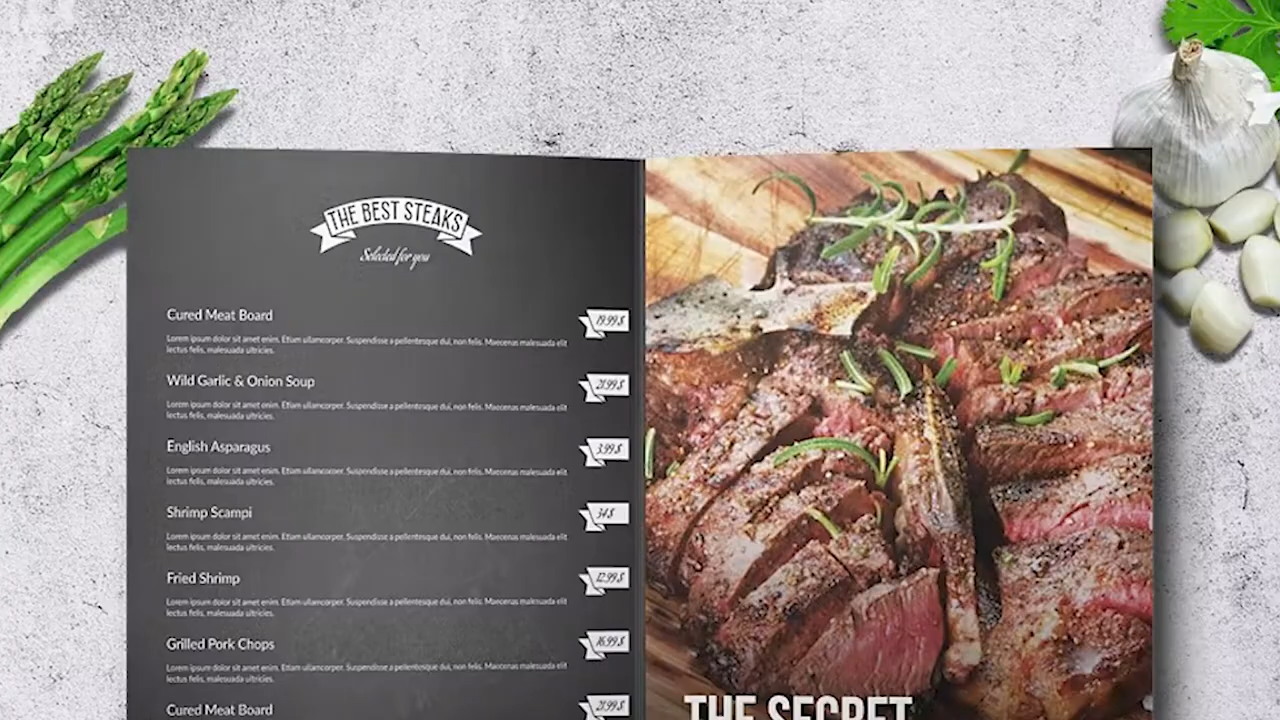 THE BEST STEAKS
Selected for you
Cured Meat Board
19.99 $
Lorem ipsum dolor sit amet enim. Etiam ullamcorper. Suspendisse a pellentesque dui, non felis. Maecenas malesuada elit
lectus felis, malesuada ultricies.
Wild Garlic & Onion Soup
21.99 $
Lorem ipsum dolor sit amet enim. Etiam ullamcorper. Suspendisse a pellentesque dui, non felis. Maecenas malesuada elit
lectus felis, malesuada ultricies.
English Asparagus
3.99 $
Lorem ipsum dolor sit amet enim. Etiam ullamcorper. Suspendisse a pellentesque dui, non felis. Maecenas malesuada elit
lectus felis, malesuada ultricies.
Shrimp Scampi
34 $
Lorem ipsum dolor sit amet enim. Etiam ullamcorper. Suspendisse a pellentesque dui, non felis. Maecenas malesuada elit
lectus felis, malesuada ultricies.
Fried Shrimp
12.99 $
Lorem ipsum dolor sit amet enim. Etiam ullamcorper. Suspendisse a pellentesque dui, non felis. Maecenas malesuada elit
lectus felis, malesuada ultricies.
Grilled Pork Chops
16.99 $
Lorem ipsum dolor sit amet enim. Etiam ullamcorper. Suspendisse a pellentesque dui, non felis. Maecenas malesuada elit
lectus felis, malesuada ultricies.
Cured Meat Board
21.99 $
THE SECRET